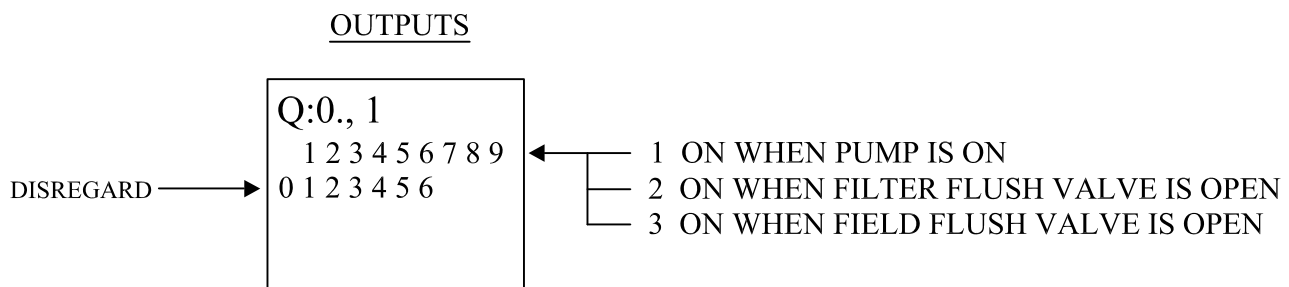 OUTPUTS
Q:0., 1
1 2 3 4 5 6 7 8 9
DISREGARD
0 1 2 3 4 5 6
1 ON WHEN PUMP IS ON
2 ON WHEN FILTER FLUSH VALVE IS OPEN
3 ON WHEN FIELD FLUSH VALVE IS OPEN